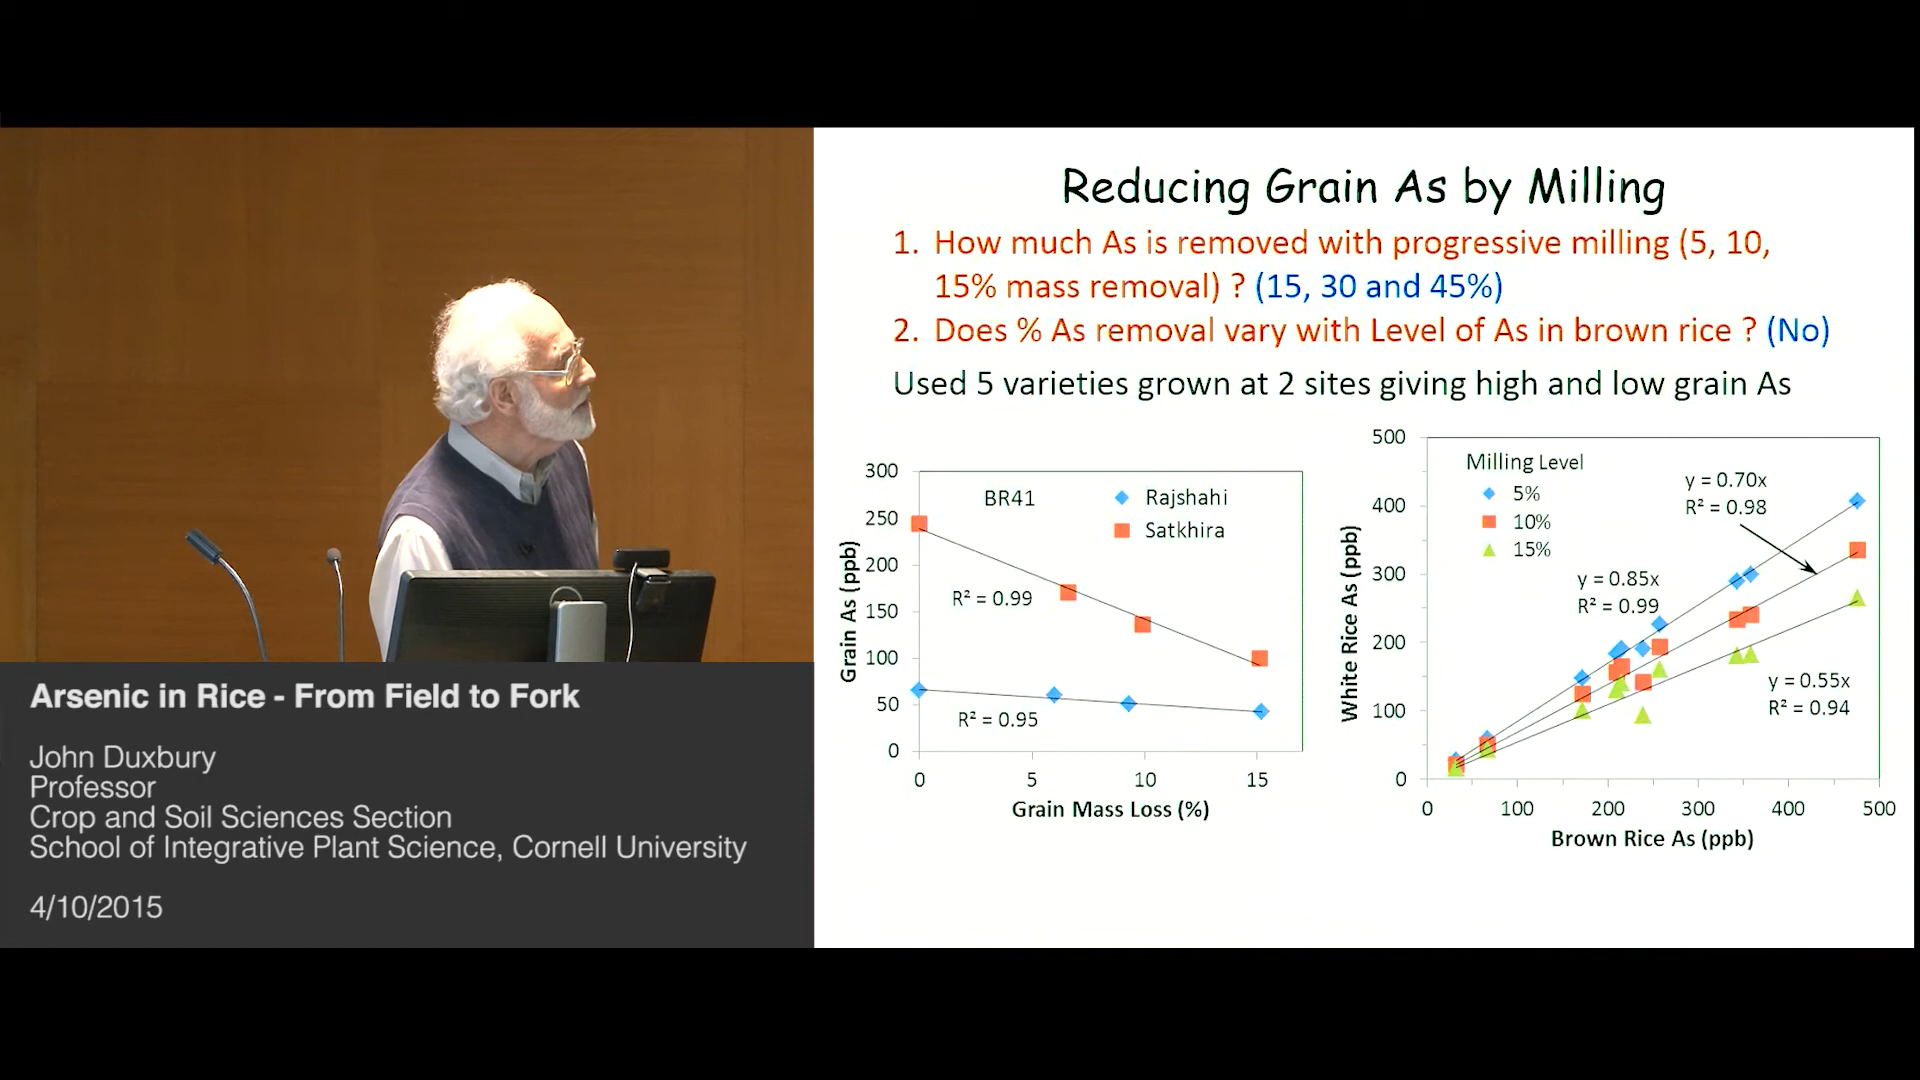 Reducing Grain As by Milling
1. How much As is removed with progressive milling (5, 10,
15% mass removal) ? (15, 30 and 45%)
2. Does % As removal vary with Level of As in brown rice ? (No)
Used 5 varieties grown at 2 sites giving high and low grain As
300
250
200
150
100
50
0
Grain As (ppb)
BR41
Rajshahi
Satkhira
R² = 0.99
R² = 0.95
0 5 10 15
Grain Mass Loss (%)
500
400
300
200
100
0
White Rice As (ppb)
Milling Level
5%
10%
15%
y = 0.70x
R² = 0.98
y = 0.85x
R² = 0.99
y = 0.55x
R² = 0.94
0 100 200 300 400 500
Brown Rice As (ppb)
Arsenic in Rice - From Field to Fork
John Duxbury
Professor
Crop and Soil Sciences Section
School of Integrative Plant Science, Cornell University
4/10/2015